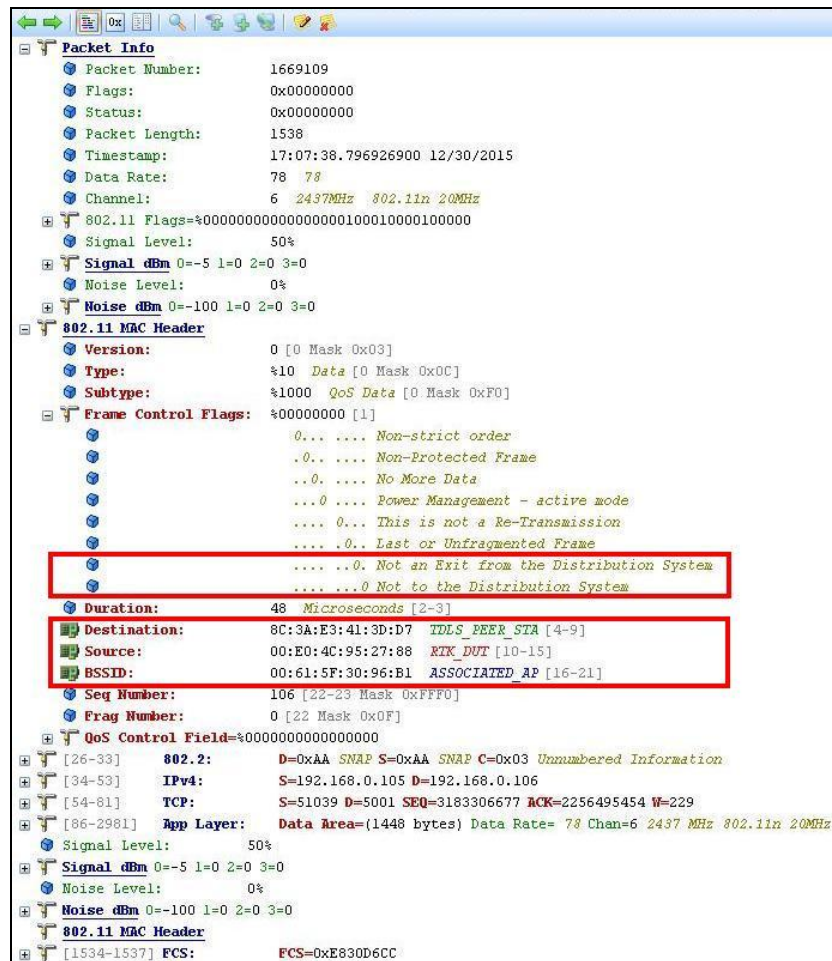 0x
Packet Info
Packet Number: 1669109
Flags: 0x00000000
Status: 0x00000000
Packet Length: 1538
Timestamp: 17:07:38.796926900 12/30/2015
Data Rate: 78 78
Channel: 6 2437MHz 802.11n 20MHz
802.11 Flags=%00000000000000000100010000100000
Signal Level: 50%
Signal dBm 0=-5 1=0 2=0 3=0
Noise Level: 0%
Noise dBm 0=-100 1=0 2=0 3=0
802.11 MAC Header
Version: 0 [0 Mask 0x03]
Type: %10 Data [0 Mask 0x0C]
Subtype: %1000 QoS Data [0 Mask 0xF0]
Frame Control Flags: %00000000 [1]
0... .... Non-strict order
.0.. .... Non-Protected Frame
..0. .... No More Data
...0 .... Power Management - active mode
.... 0... This is not a Re-Transmission
.... .0.. Last or Unfragmented Frame
.... ..0. Not an Exit from the Distribution System
.... ...0 Not to the Distribution System
Duration: 48 Microseconds [2-3]
Destination: 8C:3A:E3:41:3D:D7 TDLS_PEER_STA [4-9]
Source: 00:E0:4C:95:27:88 RTK_DUT [10-15]
BSSID: 00:61:5F:30:96:B1 ASSOCIATED_AP [16-21]
Seq Number: 106 [22-23 Mask 0xFFF0]
Frag Number: 0 [22 Mask 0x0F]
QoS Control Field=%0000000000000000
[26-33] 802.2: D=0xAA SNAP S=0xAA SNAP C=0x03 Unnumbered Information
[34-53] IPv4: S=192.168.0.105 D=192.168.0.106
[54-81] TCP: S=51039 D=5001 SEQ=3183306677 ACK=2256495454 W=229
[86-2981] App Layer: Data Area=(1448 bytes) Data Rate= 78 Chan=6 2437 MHz 802.11n 20MHz
Signal Level: 50%
Signal dBm 0=-5 1=0 2=0 3=0
Noise Level: 0%
Noise dBm 0=-100 1=0 2=0 3=0
802.11 MAC Header
[1534-1537] FCS: FCS=0xE830D6CC